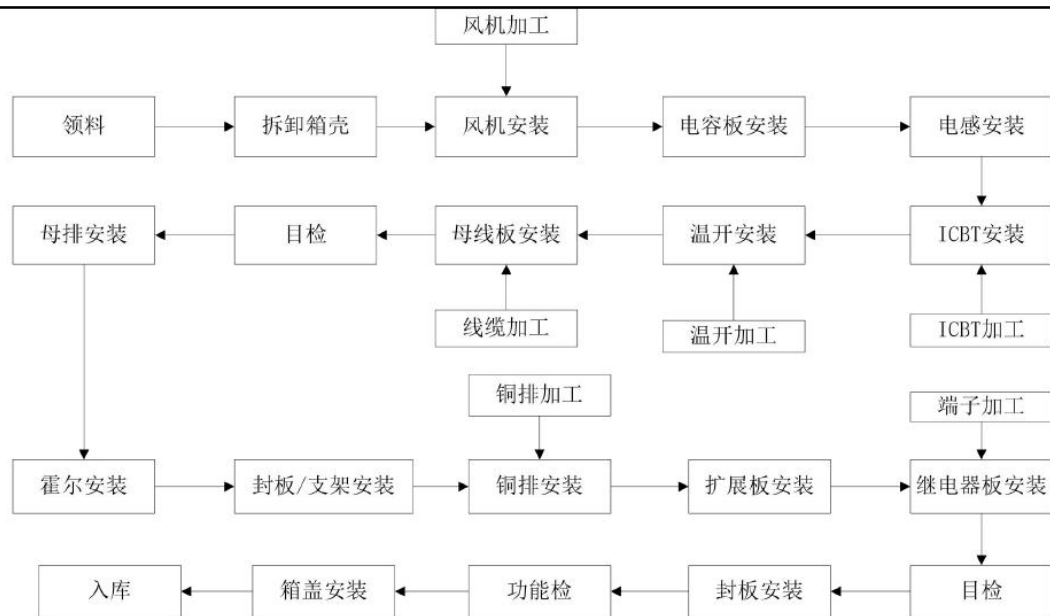 风机加工
领料
拆卸箱壳
风机安装
电容板安装
电感安装
母排安装
目检
母线板安装
温开安装
ICBT安装
线缆加工
温开加工
ICBT加工
铜排加工
端子加工
霍尔安装
封板/支架安装
铜排安装
扩展板安装
继电器板安装
入库
箱盖安装
功能检
封板安装
目检